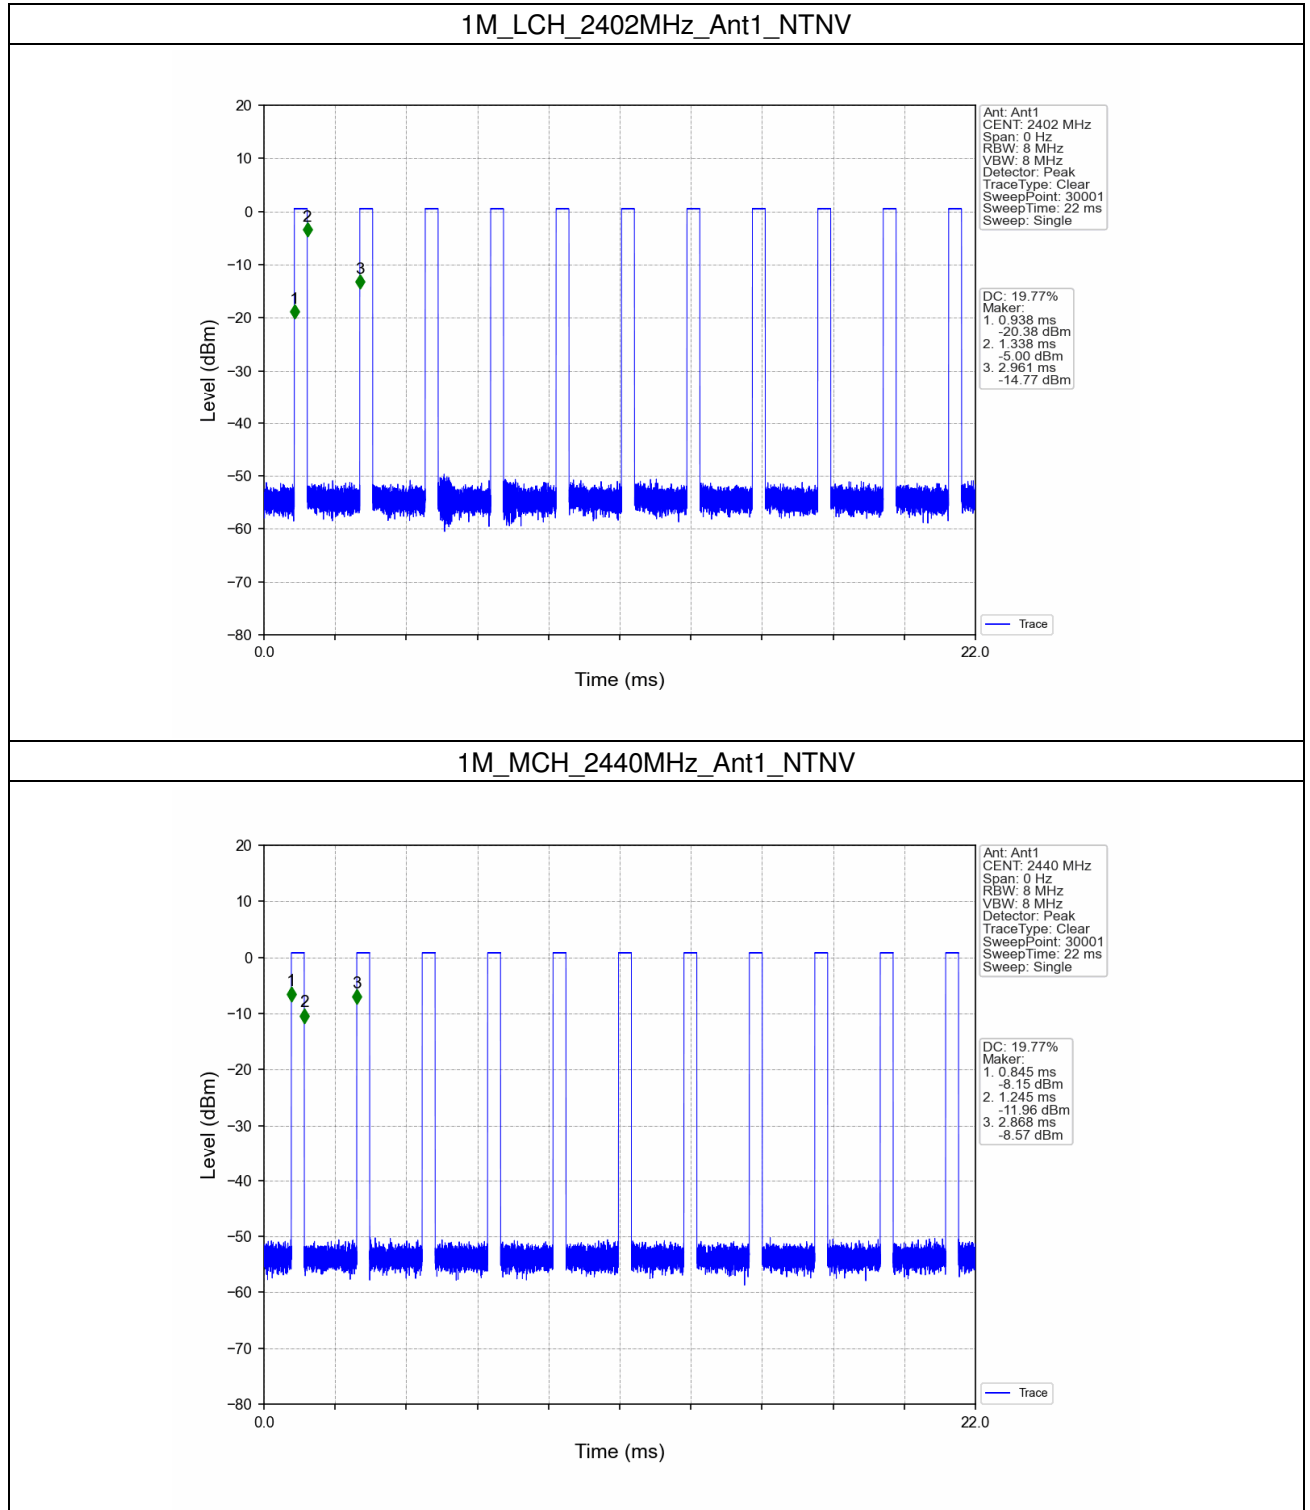 1M_LCH_2402MHz_Ant1_NTNV
20
10
0
−10
−20
−30
−40
−50
−60
−70
−80
Level (dBm)
1
2
3
0.0
22.0
Time (ms)
Ant: Ant1
CENT: 2402 MHz
Span: 0 Hz
RBW: 8 MHz
VBW: 8 MHz
Detector: Peak
TraceType: Clear
SweepPoint: 30001
SweepTime: 22 ms
Sweep: Single
DC: 19.77%
Maker:
1. 0.938 ms
-20.38 dBm
2. 1.338 ms
-5.00 dBm
3. 2.961 ms
-14.77 dBm
Trace
1M_MCH_2440MHz_Ant1_NTNV
20
10
0
−10
−20
−30
−40
−50
−60
−70
−80
Level (dBm)
1
2
3
0.0
22.0
Time (ms)
Ant: Ant1
CENT: 2440 MHz
Span: 0 Hz
RBW: 8 MHz
VBW: 8 MHz
Detector: Peak
TraceType: Clear
SweepPoint: 30001
SweepTime: 22 ms
Sweep: Single
DC: 19.77%
Maker:
1. 0.845 ms
-8.15 dBm
2. 1.245 ms
-11.96 dBm
3. 2.868 ms
-8.57 dBm
Trace